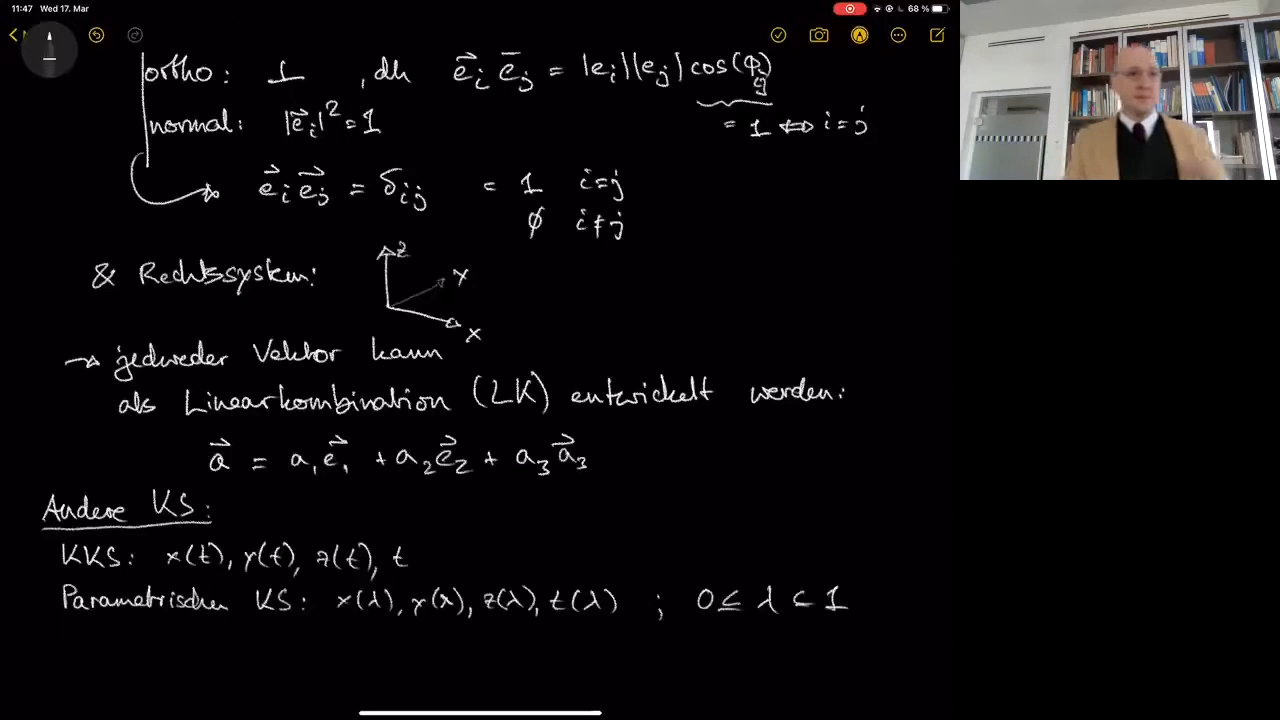 11:47 Wed 17. Mar 68 %
ortho: ⊥ , dh e⃗ᵢ e⃗ⱼ = |eᵢ||eⱼ| cos(φᵢⱼ)
normal: |e⃗ᵢ|² = 1 = 1 ⇔ i=j
e⃗ᵢ e⃗ⱼ = δᵢⱼ = 1 i=j
0 i≠j
& Rechtssystem: z y x
→ jedweder Vektor kann
als Linearkombination (LK) entwickelt werden:
a⃗ = a₁e⃗₁ + a₂e⃗₂ + a₃a⃗₃
Andere KS:
KKS: x(t), y(t), z(t), t
Parametrischen KS: x(λ), y(λ), z(λ), t(λ) ; 0 ≤ λ ≤ 1